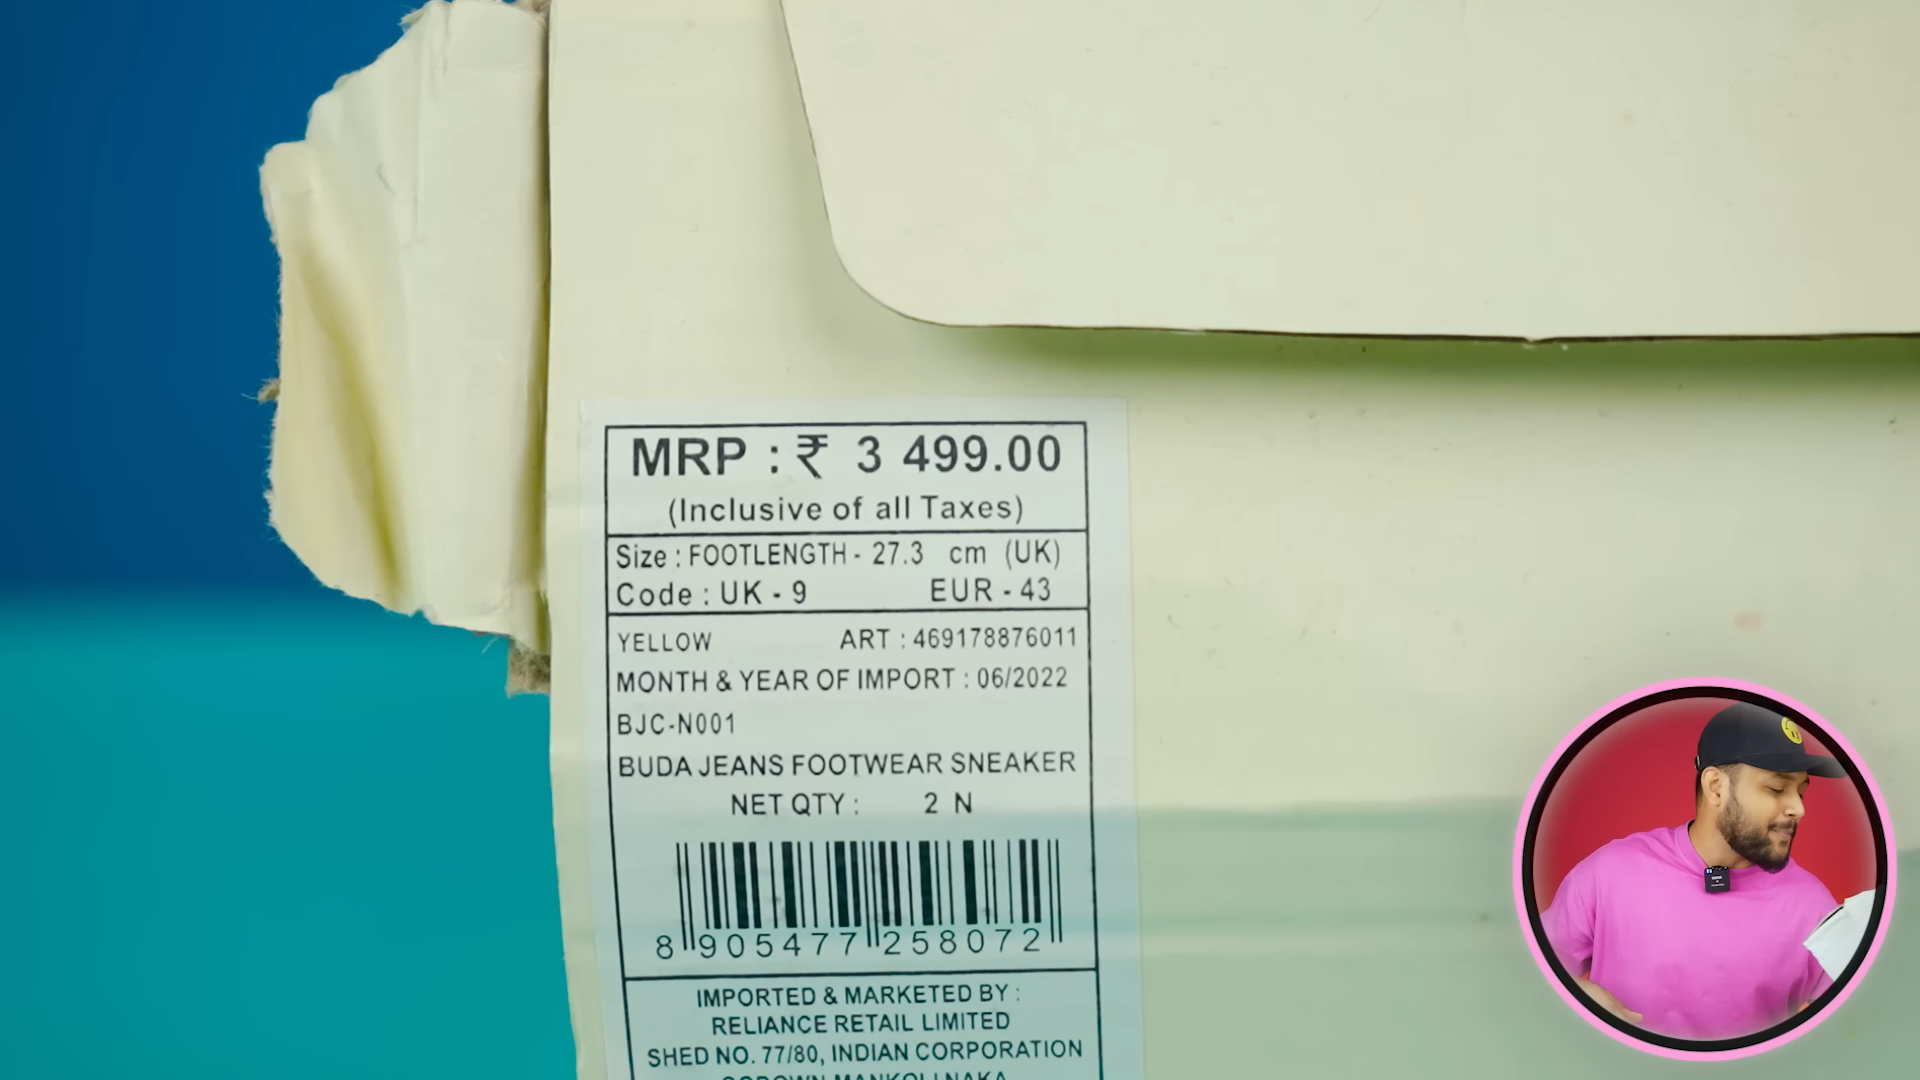 MRP : ₹ 3 499.00
(Inclusive of all Taxes)
Size : FOOTLENGTH - 27.3 cm (UK)
Code : UK - 9 EUR - 43
YELLOW ART : 469178876011
MONTH & YEAR OF IMPORT : 06/2022
BJC-N001
BUDA JEANS FOOTWEAR SNEAKER
NET QTY : 2 N
8 905477 258072
IMPORTED & MARKETED BY :
RELIANCE RETAIL LIMITED
SHED NO. 77/80, INDIAN CORPORATION